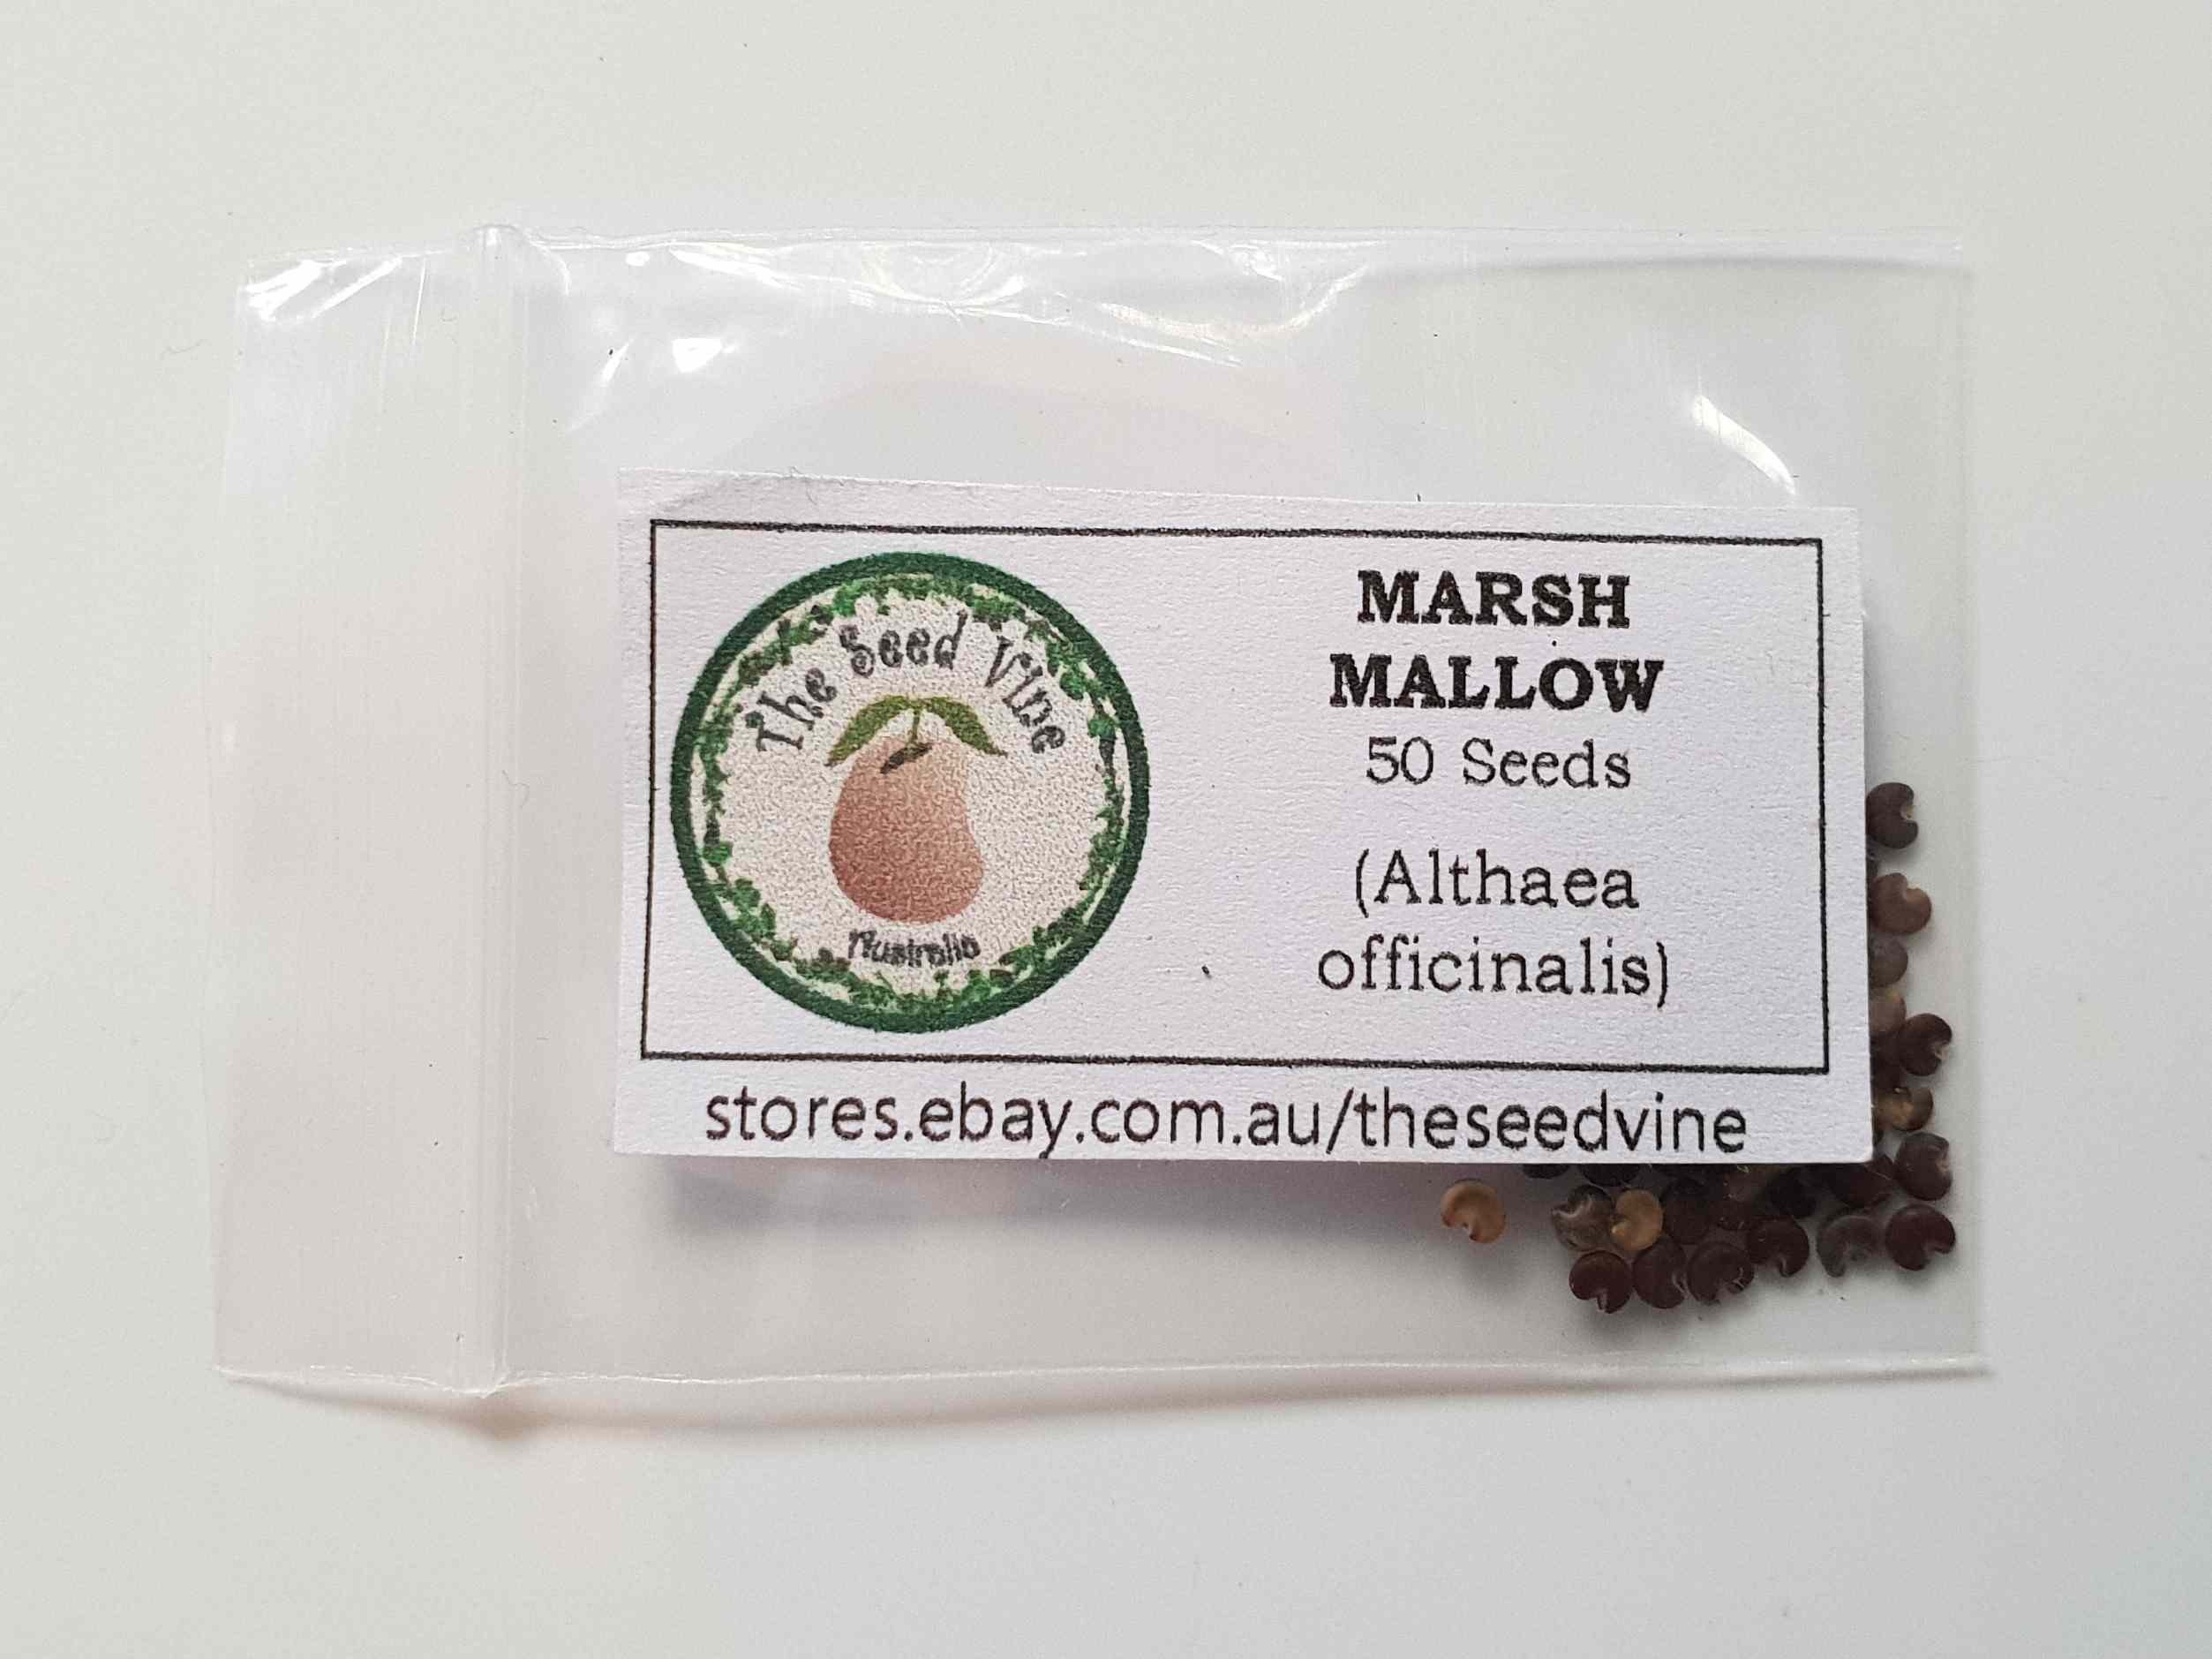 The Seed Vine
Australia
MARSH
MALLOW
50 Seeds
(Althaea
officinalis)
stores.ebay.com.au/theseedvine